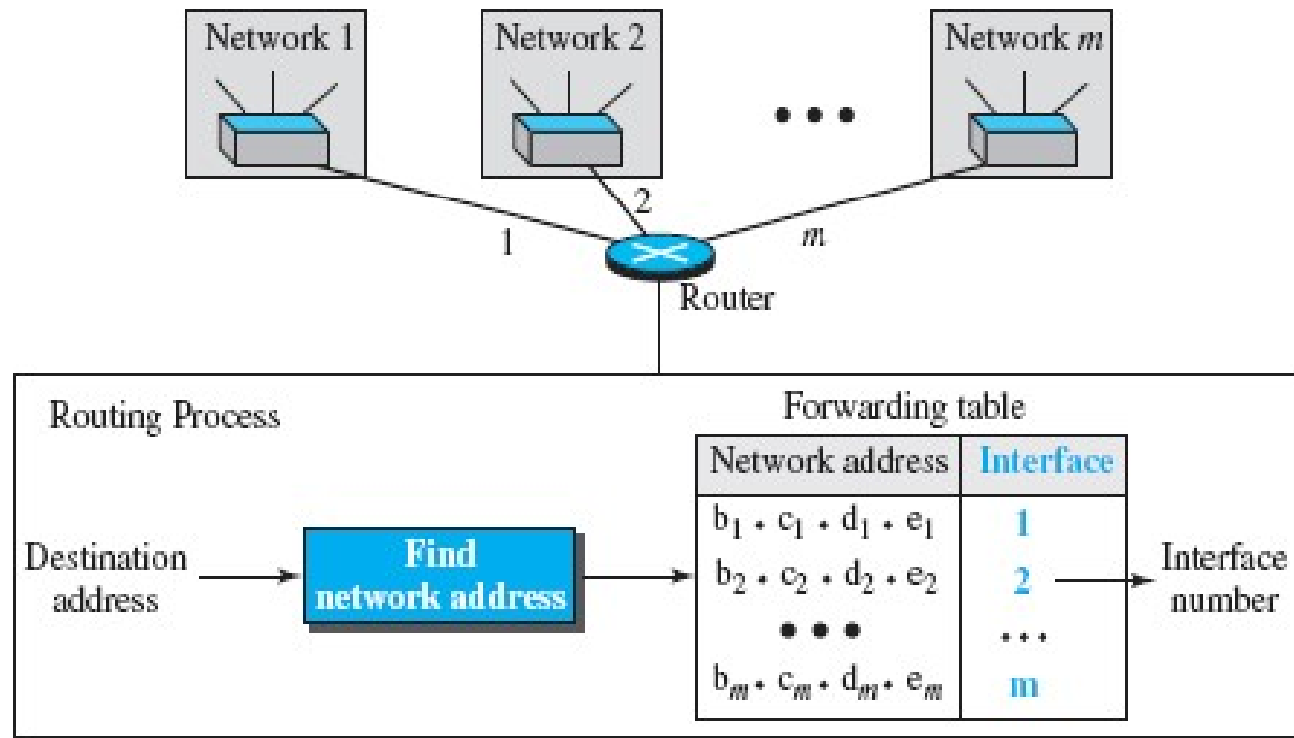 Network 1
Network 2
Network m
• • •
1
2
m
Router
Routing Process
Forwarding table
Network address Interface
b₁ • c₁ • d₁ • e₁ 1
b₂ • c₂ • d₂ • e₂ 2
• • • • • •
bₘ • cₘ • dₘ • eₘ m
Destination
address
Find
network address
Interface
number